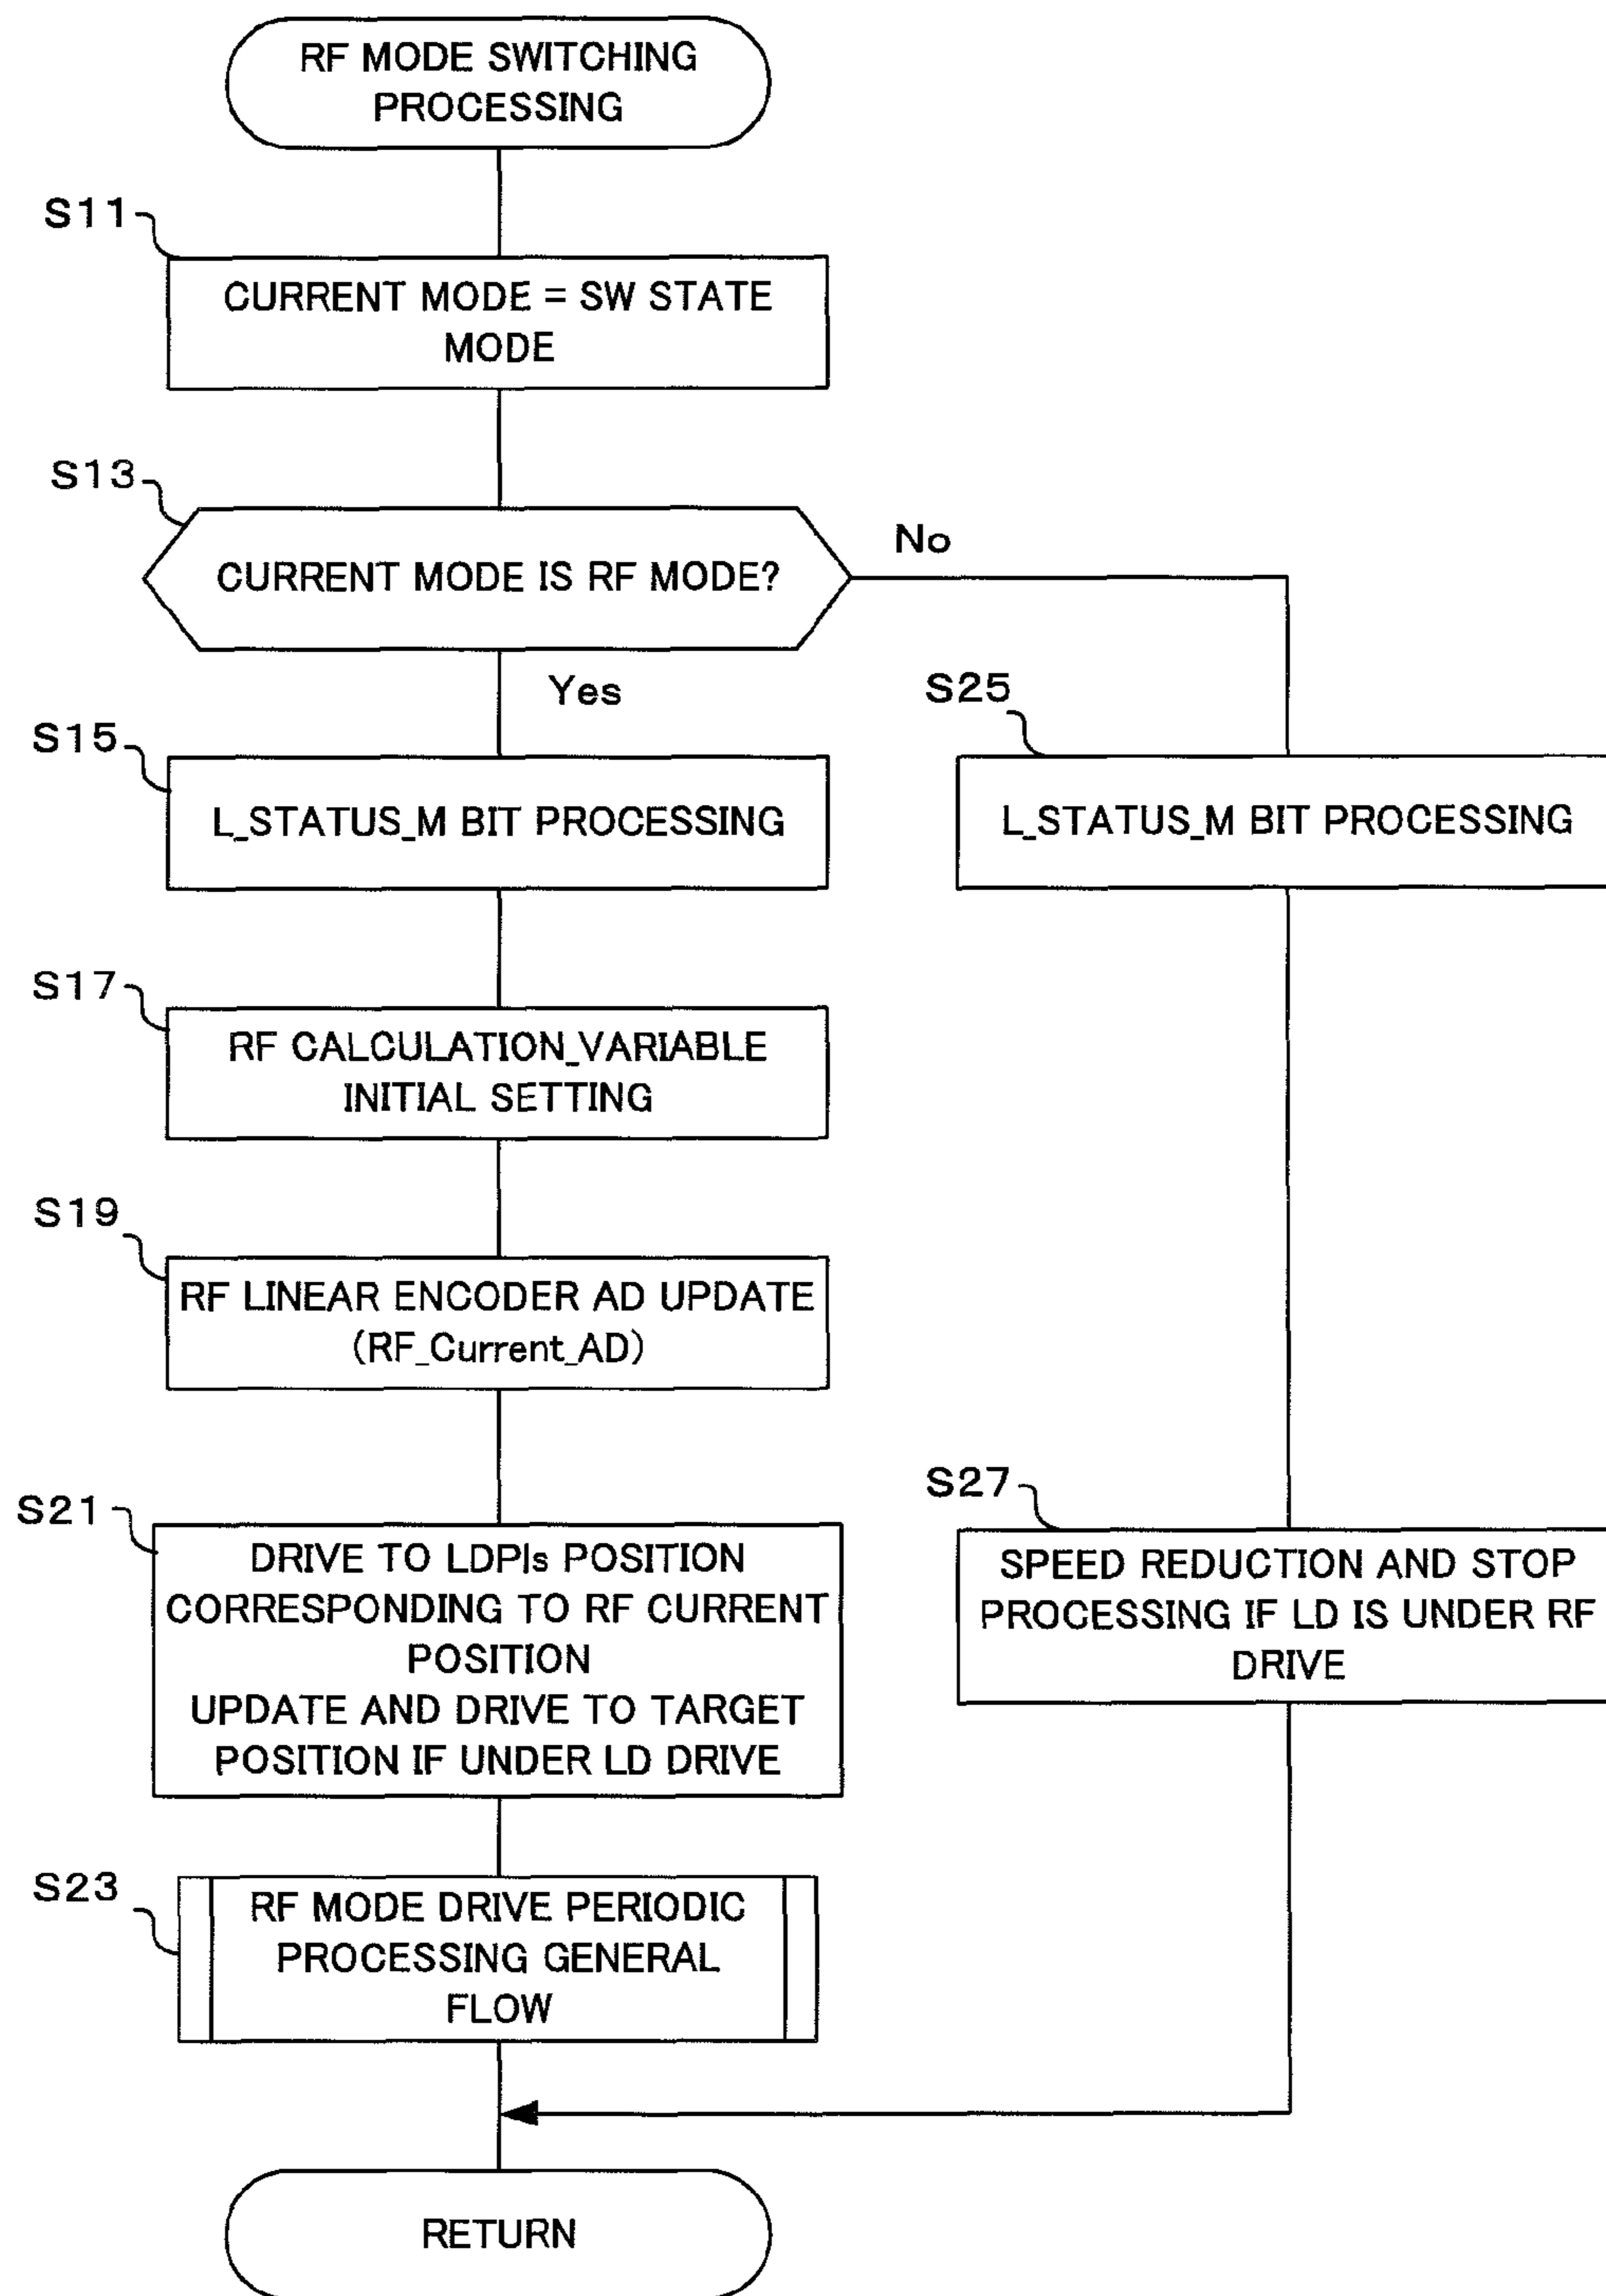 RF MODE SWITCHING
PROCESSING
S11
CURRENT MODE = SW STATE
MODE
S13
CURRENT MODE IS RF MODE?
No
Yes
S15
L_STATUS_M BIT PROCESSING
S25
L_STATUS_M BIT PROCESSING
S17
RF CALCULATION_VARIABLE
INITIAL SETTING
S19
RF LINEAR ENCODER AD UPDATE
(RF_Current_AD)
S21
DRIVE TO LDPIs POSITION
CORRESPONDING TO RF CURRENT
POSITION
UPDATE AND DRIVE TO TARGET
POSITION IF UNDER LD DRIVE
S27
SPEED REDUCTION AND STOP
PROCESSING IF LD IS UNDER RF
DRIVE
S23
RF MODE DRIVE PERIODIC
PROCESSING GENERAL
FLOW
RETURN